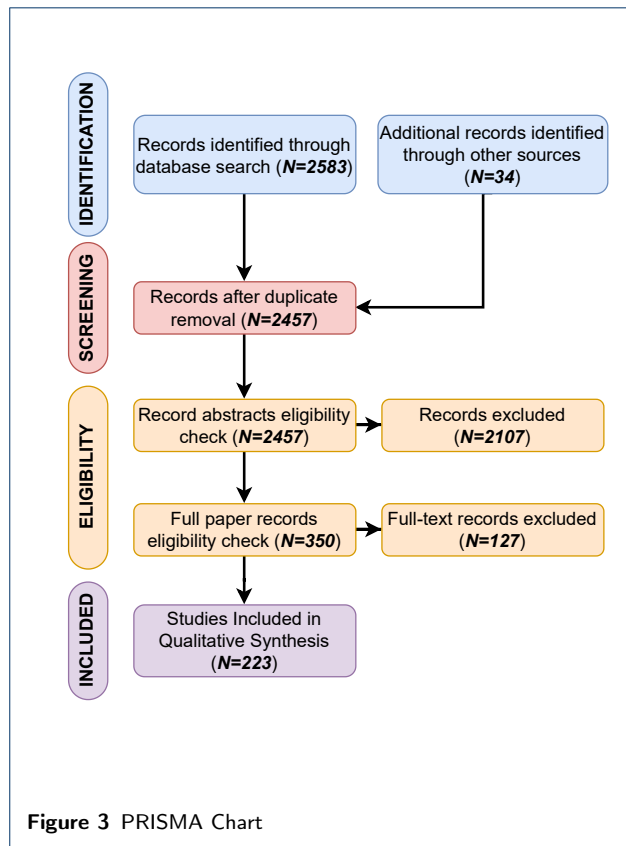 IDENTIFICATION
Records identified through
database search (N=2583)
Additional records identified
through other sources
(N=34)
SCREENING
Records after duplicate
removal (N=2457)
ELIGIBILITY
Record abstracts eligibility
check (N=2457)
Records excluded
(N=2107)
Full paper records
eligibility check (N=350)
Full-text records excluded
(N=127)
INCLUDED
Studies Included in
Qualitative Synthesis
(N=223)
Figure 3 PRISMA Chart